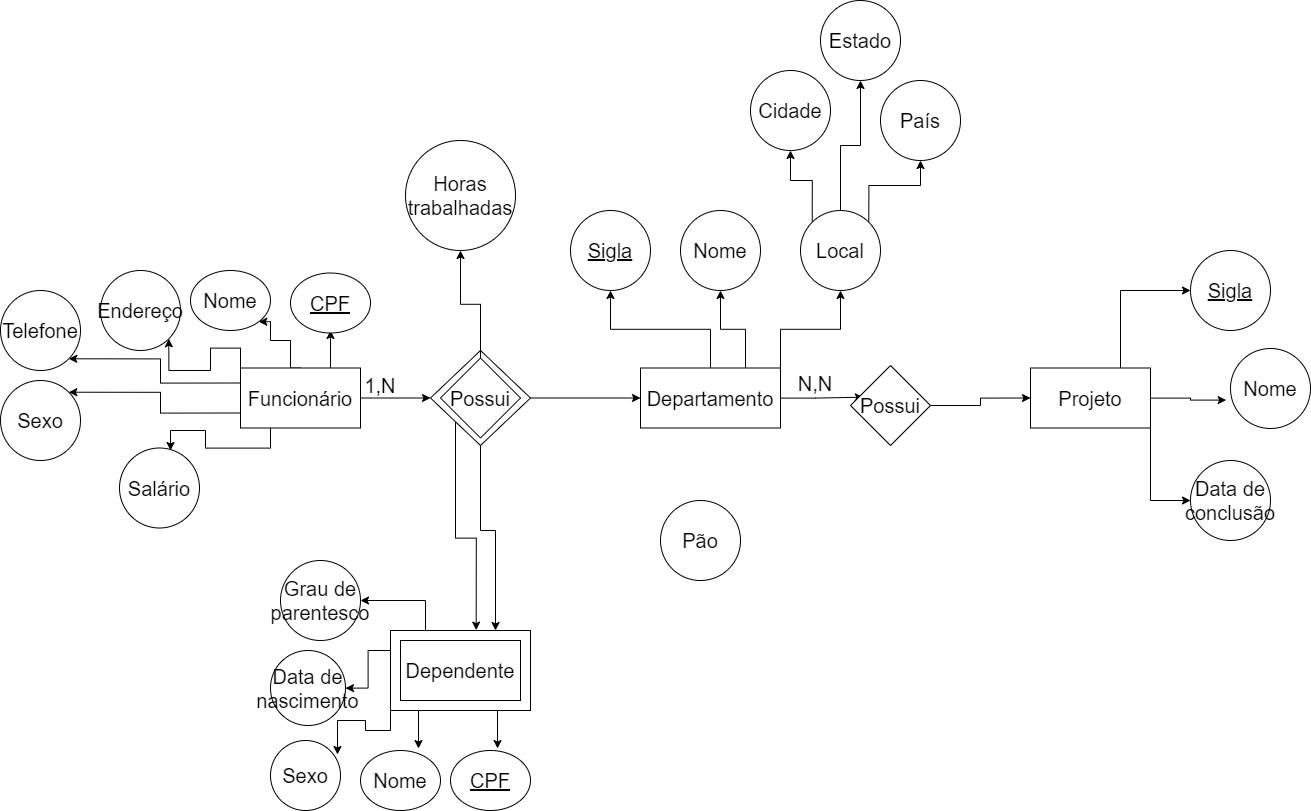 Estado
Cidade
País
Horas
trabalhadas
Sigla
Nome
Local
Sigla
Endereço
Nome
CPF
Telefone
Sexo
Salário
Funcionário
1,N
Possui
Departamento
N,N
Possui
Projeto
Nome
Data de
conclusão
Pão
Grau de
parentesco
Dependente
Data de
nascimento
Sexo
Nome
CPF